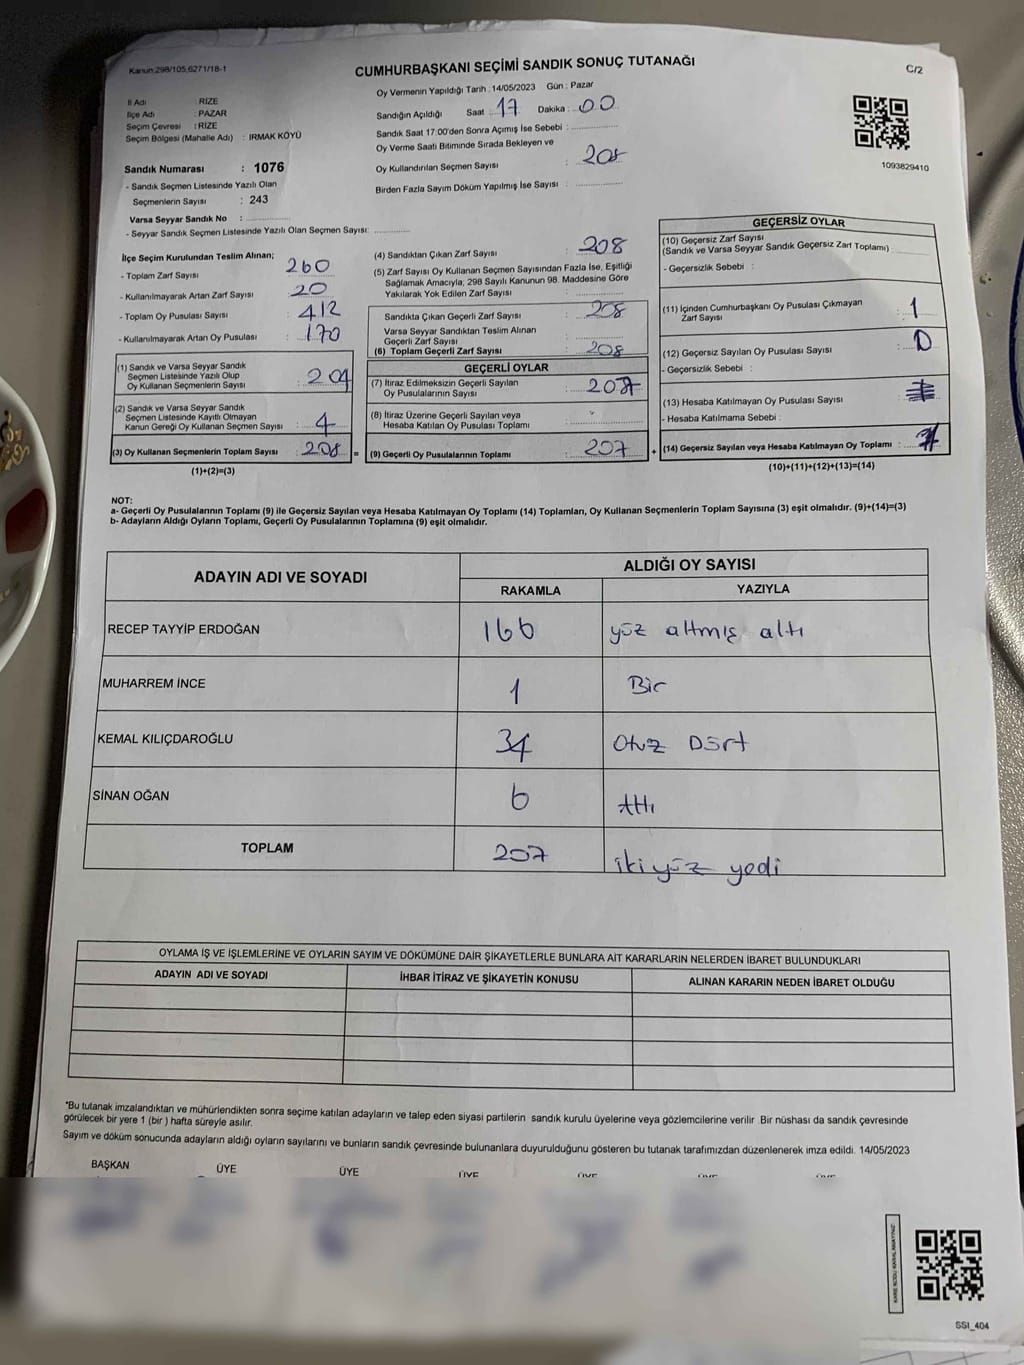 Kanun:298/105,6271/18-1
CUMHURBAŞKANI SEÇİMİ SANDIK SONUÇ TUTANAĞI
C/2
İl Adı : RİZE
İlçe Adı : PAZAR
Seçim Çevresi : RİZE
Seçim Bölgesi (Mahalle Adı) : IRMAK KÖYÜ
Sandık Numarası : 1076
- Sandık Seçmen Listesinde Yazılı Olan
Seçmenlerin Sayısı : 243
Varsa Seyyar Sandık No :
- Seyyar Sandık Seçmen Listesinde Yazılı Olan Seçmen Sayısı:
Oy Vermenin Yapıldığı Tarih :14/05/2023 Gün : Pazar
Sandığın Açıldığı Saat : 17 Dakika : 00
Sandık Saat 17.00'den Sonra Açımış İse Sebebi :
Oy Verme Saati Bitiminde Sırada Bekleyen ve
Oy Kullandırılan Seçmen Sayısı : 208
Birden Fazla Sayım Döküm Yapılmış İse Sayısı :
1093829410
İlçe Seçim Kurulundan Teslim Alınan;
- Toplam Zarf Sayısı : 260
- Kullanılmayarak Artan Zarf Sayısı : 20
- Toplam Oy Pusulası Sayısı : 412
- Kullanılmayarak Artan Oy Pusulası : 170
(1) Sandık ve Varsa Seyyar Sandık
Seçmen Listesinde Yazılı Olup
Oy Kullanan Seçmenlerin Sayısı : 204
(2) Sandık ve Varsa Seyyar Sandık
Seçmen Listesinde Kayıtlı Olmayan
Kanun Gereği Oy Kullanan Seçmen Sayısı : 4
(3) Oy Kullanan Seçmenlerin Toplam Sayısı : 208
(1)+(2)=(3)
(4) Sandıktan Çıkan Zarf Sayısı : 208
(5) Zarf Sayısı Oy Kullanan Seçmen Sayısından Fazla İse, Eşitliği
Sağlamak Amacıyla, 298 Sayılı Kanunun 98. Maddesine Göre
Yakılarak Yok Edilen Zarf Sayısı :
Sandıkta Çıkan Geçerli Zarf Sayısı : 208
Varsa Seyyar Sandıktan Teslim Alınan
Geçerli Zarf Sayısı :
(6) Toplam Geçerli Zarf Sayısı : 208
GEÇERLİ OYLAR
(7) İtiraz Edilmeksizin Geçerli Sayılan
Oy Pusulalarının Sayısı : 207
(8) İtiraz Üzerine Geçerli Sayılan veya
Hesaba Katılan Oy Pusulası Toplamı :
= (9) Geçerli Oy Pusulalarının Toplamı : 207 +
GEÇERSİZ OYLAR
(10) Geçersiz Zarf Sayısı
(Sandık ve Varsa Seyyar Sandık Geçersiz Zarf Toplamı)
- Geçersizlik Sebebi :
(11) İçinden Cumhurbaşkanı Oy Pusulası Çıkmayan
Zarf Sayısı : 1
(12) Geçersiz Sayılan Oy Pusulası Sayısı : 0
- Geçersizlik Sebebi :
(13) Hesaba Katılmayan Oy Pusulası Sayısı :
- Hesaba Katılmama Sebebi :
(14) Geçersiz Sayılan veya Hesaba Katılmayan Oy Toplamı :
(10)+(11)+(12)+(13)=(14)
NOT:
a- Geçerli Oy Pusulalarının Toplamı (9) ile Geçersiz Sayılan veya Hesaba Katılmayan Oy Toplamı (14) Toplamları, Oy Kullanan Seçmenlerin Toplam Sayısına (3) eşit olmalıdır. (9)+(14)=(3)
b- Adayların Aldığı Oyların Toplamı, Geçerli Oy Pusulalarının Toplamına (9) eşit olmalıdır.
ADAYIN ADI VE SOYADI
ALDIĞI OY SAYISI
RAKAMLA YAZIYLA
RECEP TAYYİP ERDOĞAN 166 yüz altmış altı
MUHARREM İNCE 1 Bir
KEMAL KILIÇDAROĞLU 34 Otuz Dört
SİNAN OĞAN 6 Altı
TOPLAM 207 iki yüz yedi
OYLAMA İŞ VE İŞLEMLERİNE VE OYLARIN SAYIM VE DÖKÜMÜNE DAİR ŞİKAYETLERLE BUNLARA AİT KARARLARIN NELERDEN İBARET BULUNDUKLARI
ADAYIN ADI VE SOYADI İHBAR İTİRAZ VE ŞİKAYETİN KONUSU ALINAN KARARIN NEDEN İBARET OLDUĞU
*Bu tutanak imzalandıktan ve mühürlendikten sonra seçime katılan adayların ve talep eden siyasi partilerin sandık kurulu üyelerine veya gözlemcilerine verilir. Bir nüshası da sandık çevresinde
görülecek bir yere 1 (bir ) hafta süreyle asılır.
Sayım ve döküm sonucunda adayların aldığı oyların sayılarını ve bunların sandık çevresinde bulunanlara duyurulduğunu gösteren bu tutanak tarafımızdan düzenlenerek imza edildi. 14/05/2023
BAŞKAN ÜYE ÜYE ÜYE
SSI_404